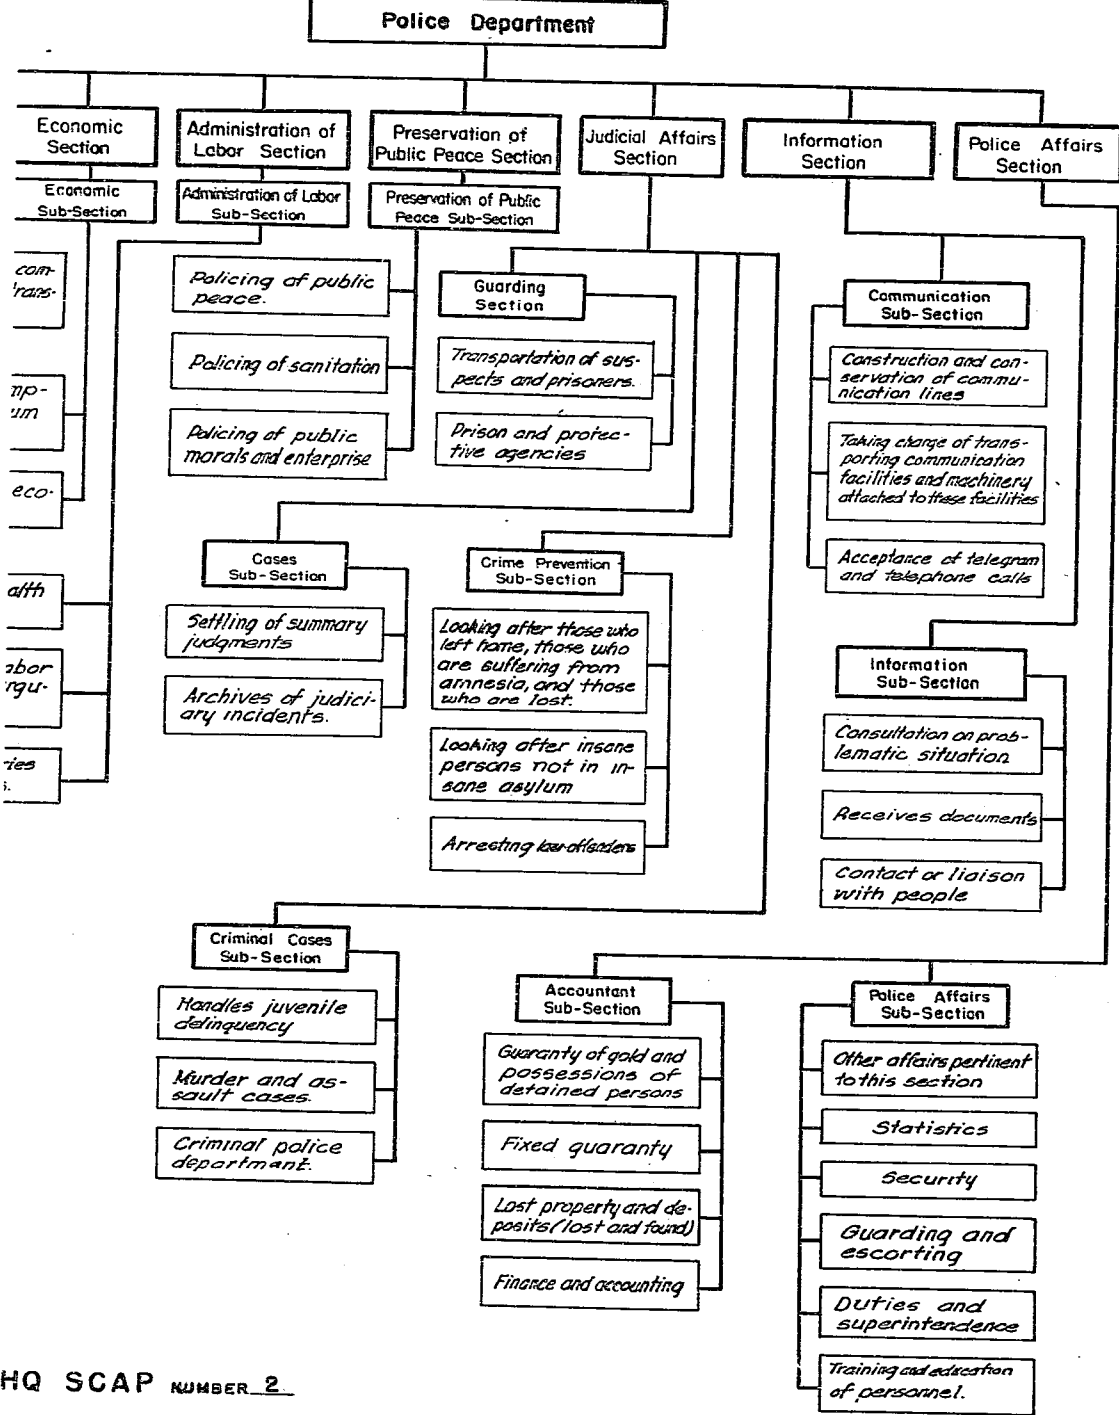 Police Department
Economic
Section
Administration of
Labor Section
Preservation of
Public Peace Section
Judicial Affairs
Section
Information
Section
Police Affairs
Section
Economic
Sub-Section
Administration of Labor
Sub-Section
Preservation of Public
Peace Sub-Section
com-
trans-
mp-
um
eco-
alth
abor
rgu-
ries
s.
Policing of public
peace.
Policing of sanitation
Policing of public
morals and enterprise
Guarding
Section
Transportation of sus-
pects and prisoners.
Prison and protec-
tive agencies
Cases
Sub-Section
Settling of summary
judgments
Archives of judici-
ary incidents.
Crime Prevention
Sub-Section
Looking after those who
left home, those who
are suffering from
amnesia, and those
who are lost.
Looking after insane
persons not in in-
sane asylum
Arresting law offenders
Communication
Sub-Section
Construction and con-
servation of commu-
nication lines
Taking charge of trans-
porting communication
facilities and machinery
attached to these facilities
Acceptance of telegram
and telephone calls
Information
Sub-Section
Consultation on prob-
lematic situation
Receives documents
Contact or liaison
with people
Criminal Cases
Sub-Section
Handles juvenile
delinquency
Murder and as-
sault cases.
Criminal police
department.
Accountant
Sub-Section
Guaranty of gold and
possessions of
detained persons
Fixed guaranty
Lost property and de-
posits (lost and found)
Finance and accounting
Police Affairs
Sub-Section
Other affairs pertinent
to this section
Statistics
Security
Guarding and
escorting
Duties and
superintendence
Training and education
of personnel.
HQ SCAP NUMBER 2